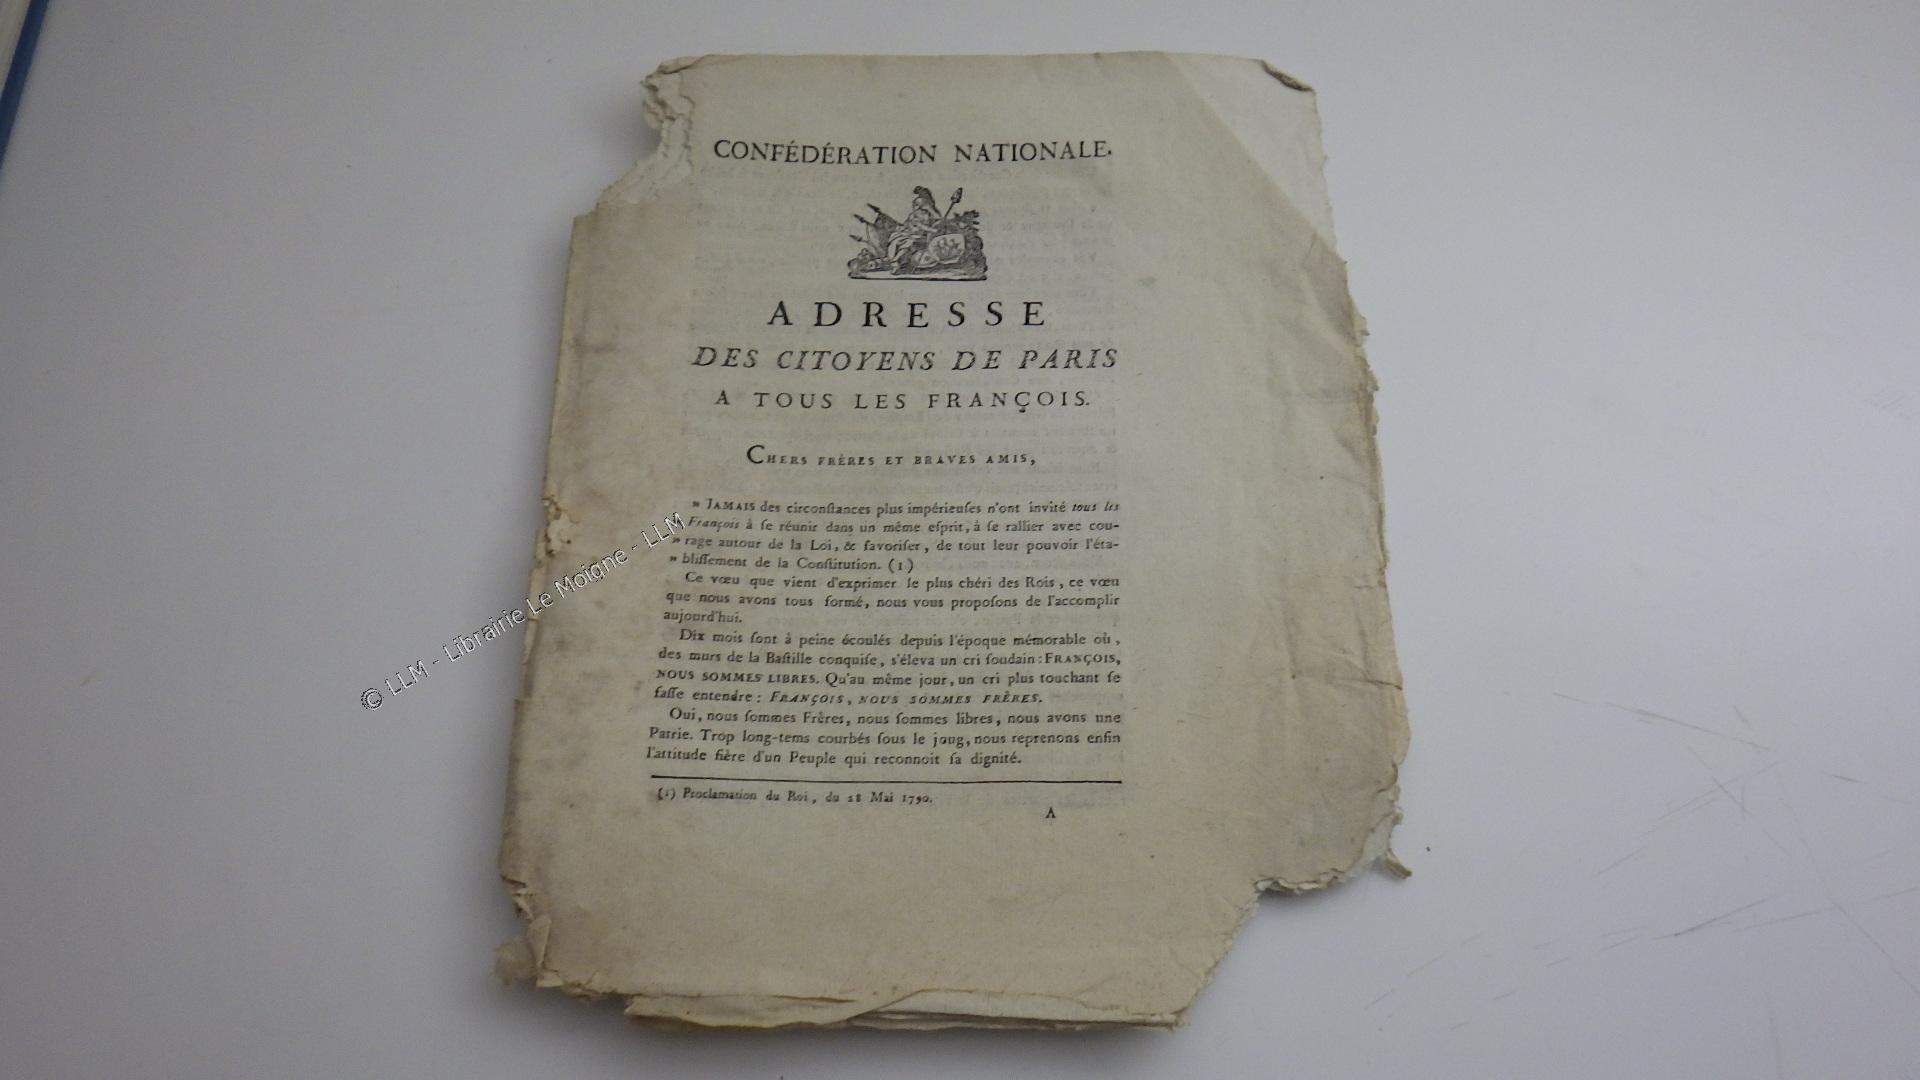 CONFÉDÉRATION NATIONALE.
ADRESSE
DES CITOYENS DE PARIS
A TOUS LES FRANÇOIS.
CHERS FRÈRES ET BRAVES AMIS,
» JAMAIS des circonſtances plus impérieuſes n'ont invité tous les
François à ſe réunir dans un même eſprit, à ſe rallier avec cou-
» rage autour de la Loi, & favoriſer, de tout leur pouvoir l'éta-
» bliſſement de la Conſtitution. (1)
Ce vœu que vient d'exprimer le plus chéri des Rois, ce vœu
que nous avons tous formé, nous vous propoſons de l'accomplir
aujourd'hui.
Dix mois ſont à peine écoulés depuis l'époque mémorable où,
des murs de la Baſtille conquiſe, s'éleva un cri ſoudain : FRANÇOIS,
NOUS SOMMES LIBRES. Qu'au même jour, un cri plus touchant ſe
faſſe entendre : FRANÇOIS, NOUS SOMMES FRÈRES.
Oui, nous ſommes Frères, nous ſommes libres, nous avons une
Patrie. Trop long-tems courbés ſous le joug, nous reprenons enfin
l'attitude fière d'un Peuple qui reconnoit ſa dignité.
(1) Proclamation du Roi, du 28 Mai 1790.
A
© LLM - Librairie Le Moigne - LLM